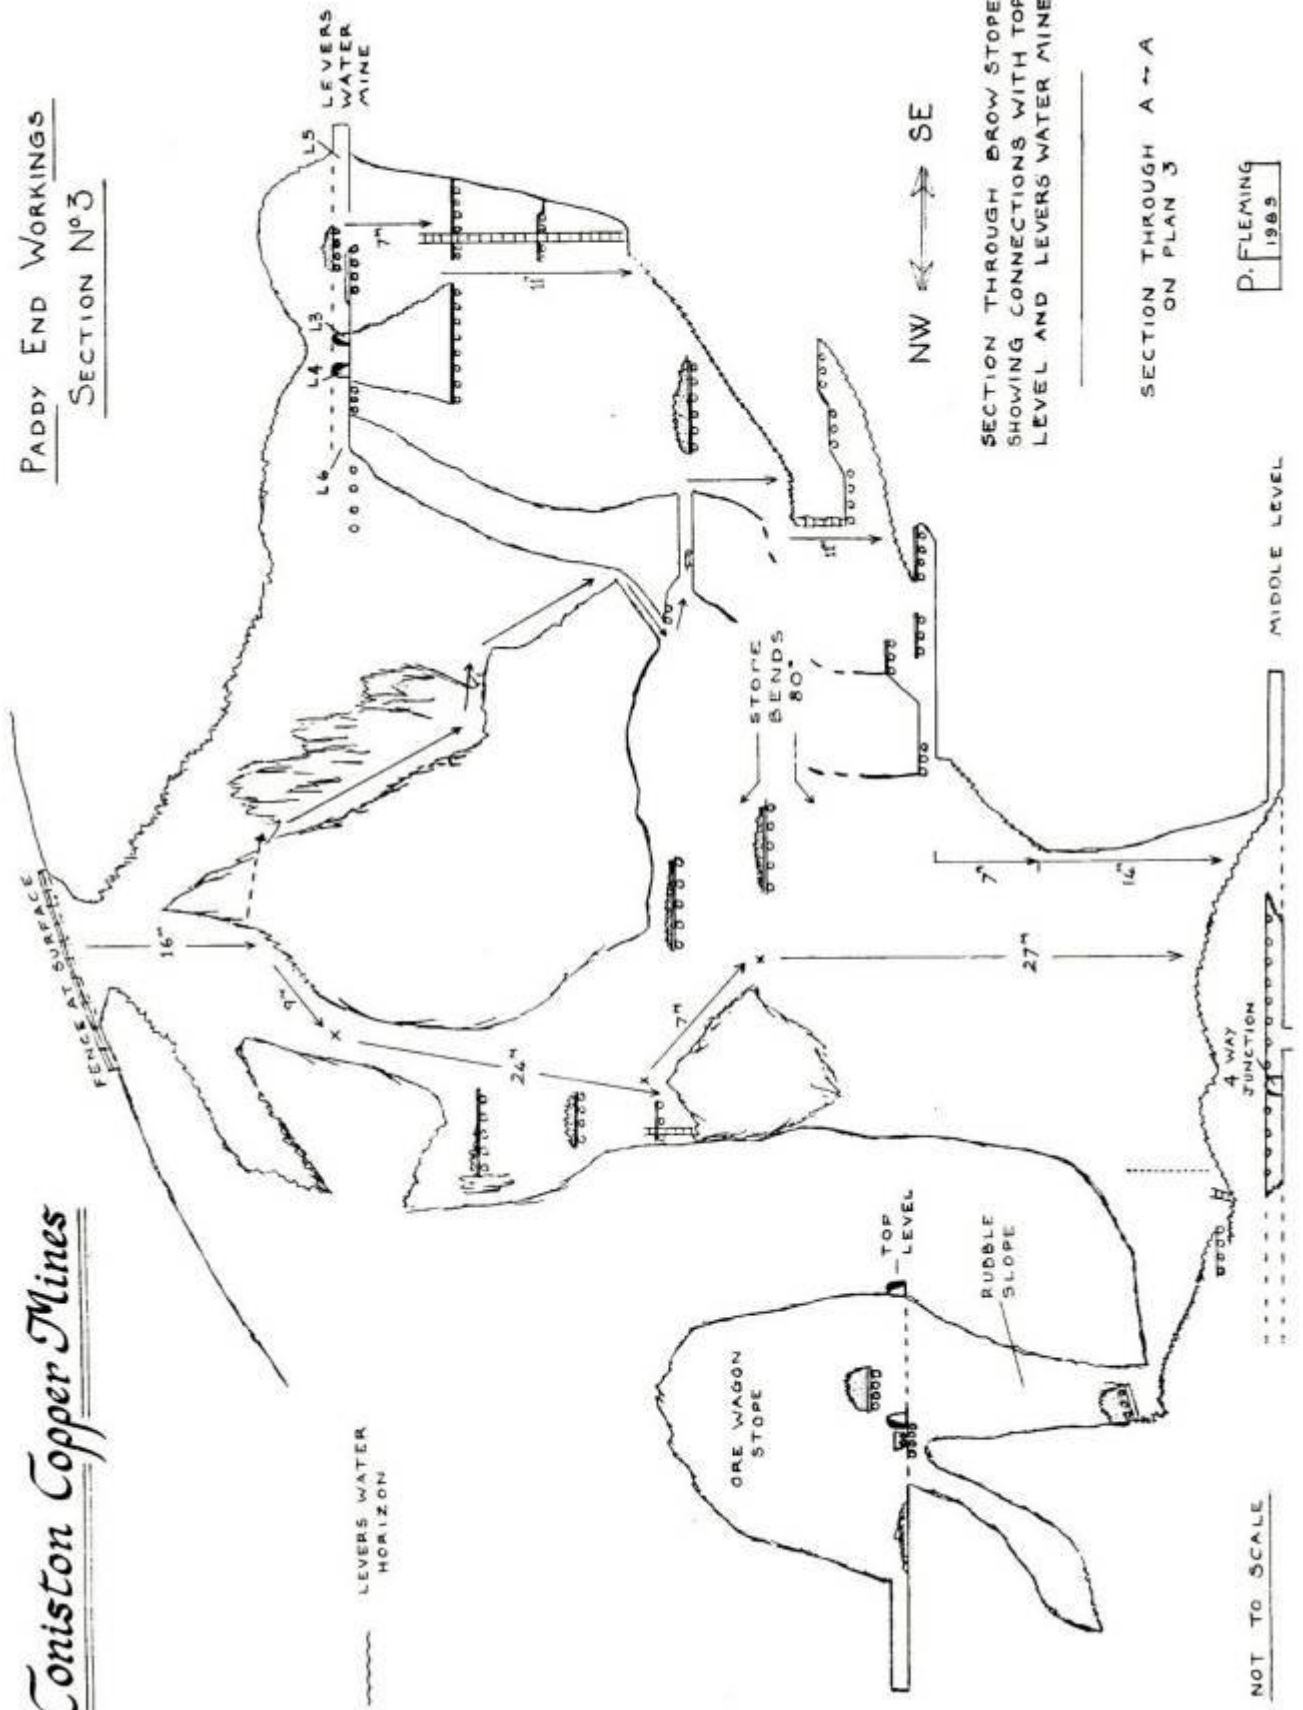 Coniston Copper Mines
PADDY END WORKINGS
SECTION Nº 3
FENCE AT SURFACE
LEVERS WATER
HORIZON
16ᵐ
9ᵐ
24ᵐ
L6
L4
L3
L5
LEVERS
WATER
MINE
7ᵐ
11ᵐ
7ᵐ
STOPE
BENDS
80°
ORE WAGON
STOPE
TOP
LEVEL
RUBBLE
SLOPE
27ᵐ
7ᵐ
14ᵐ
4 WAY
JUNCTION
MIDDLE LEVEL
NW
SE
SECTION THROUGH BROW STOPE
SHOWING CONNECTIONS WITH TOP
LEVEL AND LEVERS WATER MINE
SECTION THROUGH A~A
ON PLAN 3
NOT TO SCALE
P. FLEMING
1989